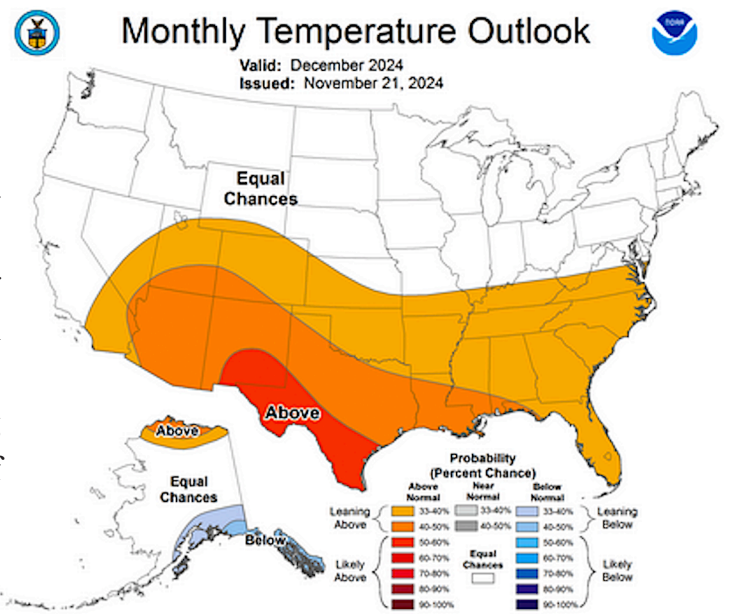 Monthly Temperature Outlook
Valid: December 2024
Issued: November 21, 2024
Equal
Chances
Above
Above
Equal
Chances
Below
Probability
(Percent Chance)
Above Normal
Near Normal
Below Normal
Leaning Above
33-40%
33-40%
33-40%
Leaning Below
40-50%
40-50%
40-50%
Likely Above
50-60%
60-70%
70-80%
80-90%
90-100%
Equal Chances
50-60%
60-70%
70-80%
80-90%
90-100%
Likely Below